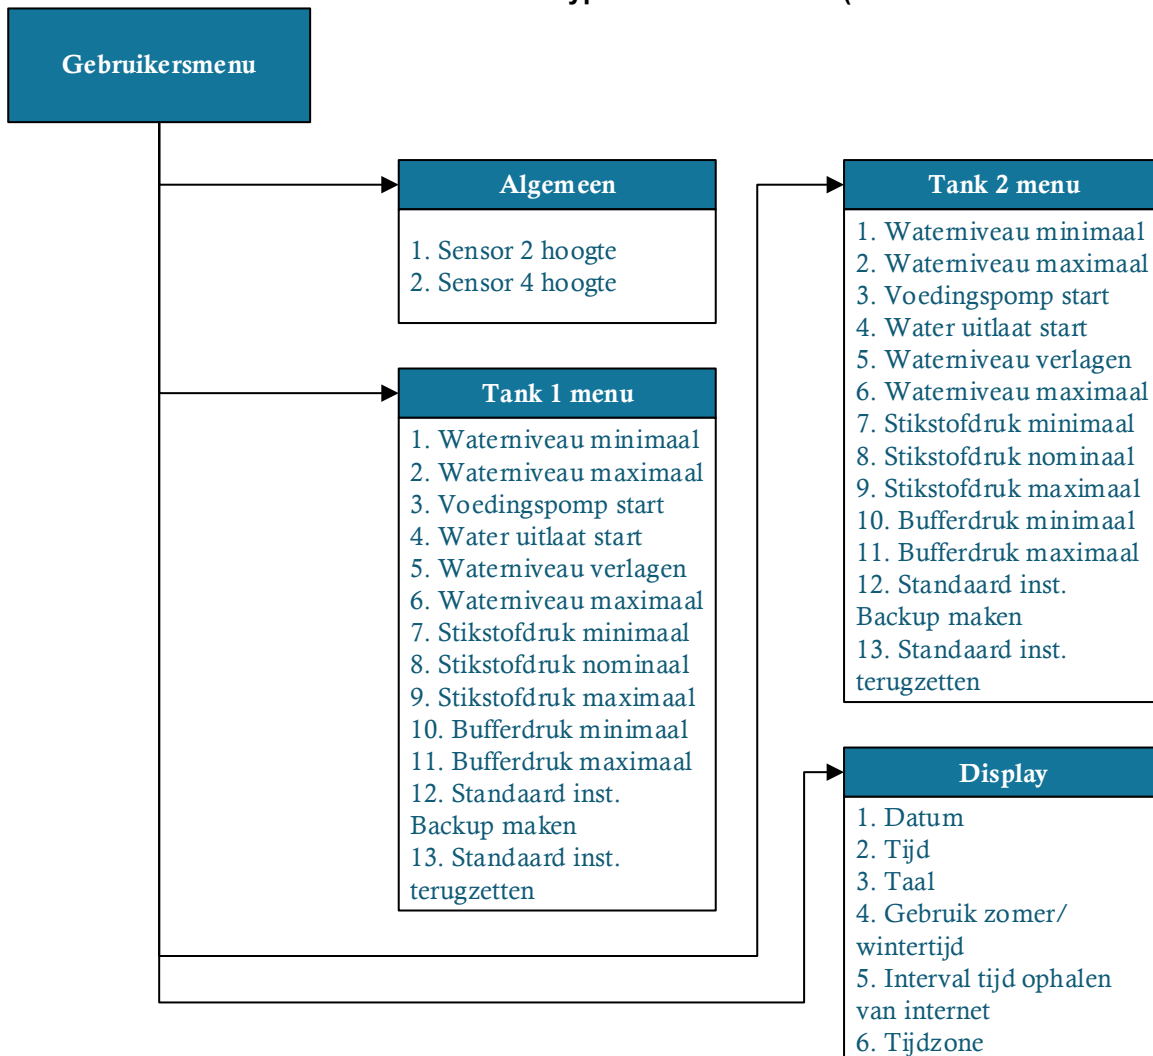 Gebruikersmenu
Algemeen
1. Sensor 2 hoogte
2. Sensor 4 hoogte
Tank 1 menu
1. Waterniveau minimaal
2. Waterniveau maximaal
3. Voedingspomp start
4. Water uitlaat start
5. Waterniveau verlagen
6. Waterniveau maximaal
7. Stikstofdruk minimaal
8. Stikstofdruk nominaal
9. Stikstofdruk maximaal
10. Bufferdruk minimaal
11. Bufferdruk maximaal
12. Standaard inst.
Backup maken
13. Standaard inst.
terugzetten
Tank 2 menu
1. Waterniveau minimaal
2. Waterniveau maximaal
3. Voedingspomp start
4. Water uitlaat start
5. Waterniveau verlagen
6. Waterniveau maximaal
7. Stikstofdruk minimaal
8. Stikstofdruk nominaal
9. Stikstofdruk maximaal
10. Bufferdruk minimaal
11. Bufferdruk maximaal
12. Standaard inst.
Backup maken
13. Standaard inst.
terugzetten
Display
1. Datum
2. Tijd
3. Taal
4. Gebruik zomer/
wintertijd
5. Interval tijd ophalen
van internet
6. Tijdzone